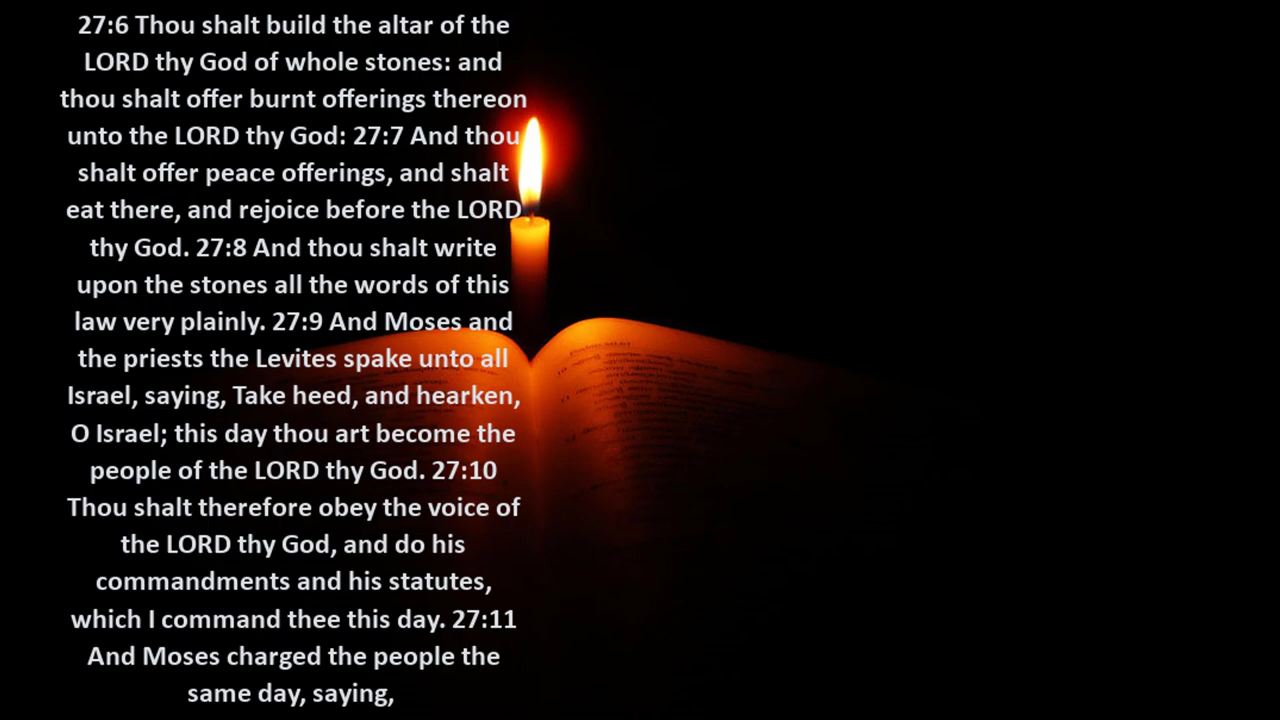 27:6 Thou shalt build the altar of the
LORD thy God of whole stones: and
thou shalt offer burnt offerings thereon
unto the LORD thy God: 27:7 And thou
shalt offer peace offerings, and shalt
eat there, and rejoice before the LORD
thy God. 27:8 And thou shalt write
upon the stones all the words of this
law very plainly. 27:9 And Moses and
the priests the Levites spake unto all
Israel, saying, Take heed, and hearken,
O Israel; this day thou art become the
people of the LORD thy God. 27:10
Thou shalt therefore obey the voice of
the LORD thy God, and do his
commandments and his statutes,
which I command thee this day. 27:11
And Moses charged the people the
same day, saying,